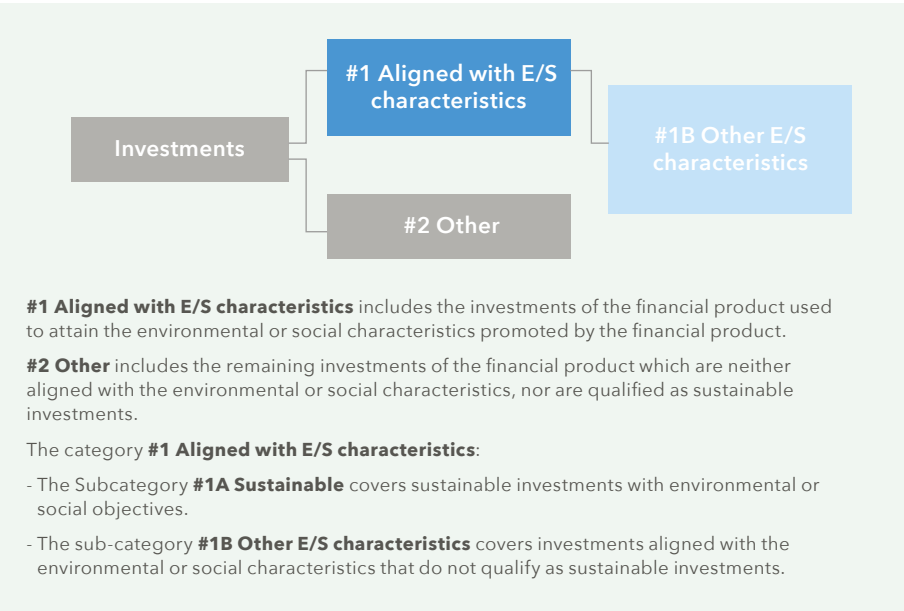 #1 Aligned with E/S
characteristics
Investments
#1B Other E/S
characteristics
#2 Other
#1 Aligned with E/S characteristics includes the investments of the financial product used
to attain the environmental or social characteristics promoted by the financial product.
#2 Other includes the remaining investments of the financial product which are neither
aligned with the environmental or social characteristics, nor are qualified as sustainable
investments.
The category #1 Aligned with E/S characteristics:
- The Subcategory #1A Sustainable covers sustainable investments with environmental or
social objectives.
- The sub-category #1B Other E/S characteristics covers investments aligned with the
environmental or social characteristics that do not qualify as sustainable investments.